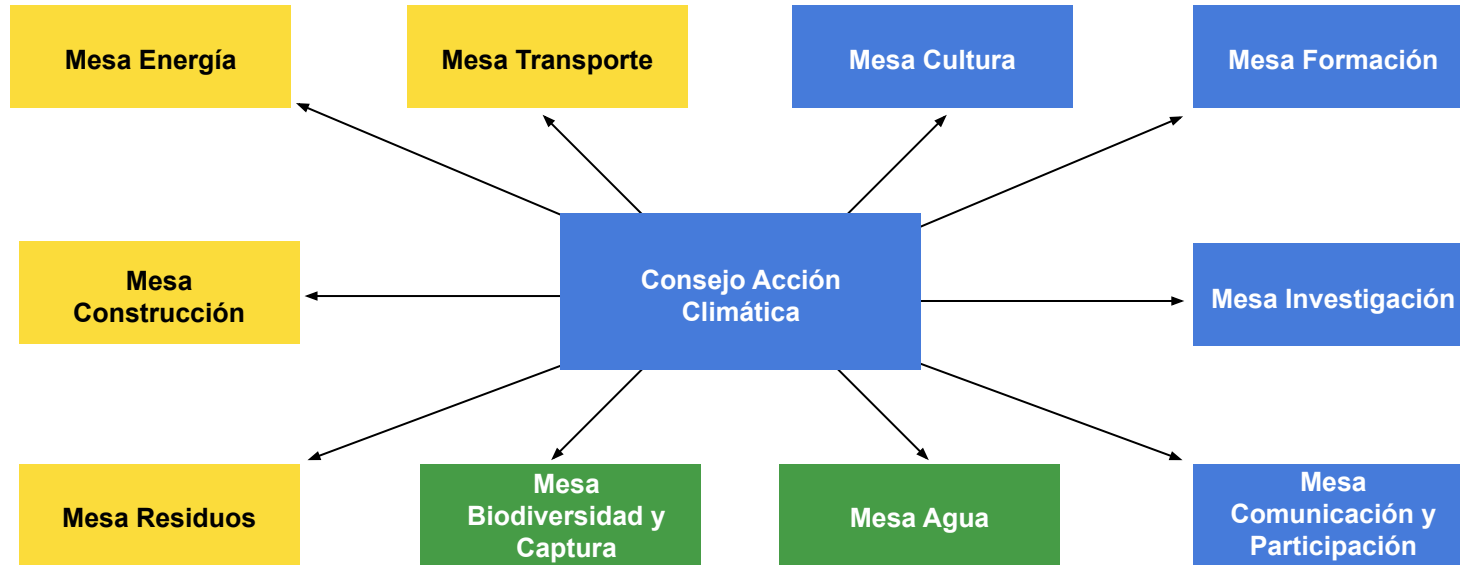 Mesa Energía
Mesa Transporte
Mesa Cultura
Mesa Formación
Mesa
Construcción
Consejo Acción
Climática
Mesa Investigación
Mesa Residuos
Mesa
Biodiversidad y
Captura
Mesa Agua
Mesa
Comunicación y
Participación